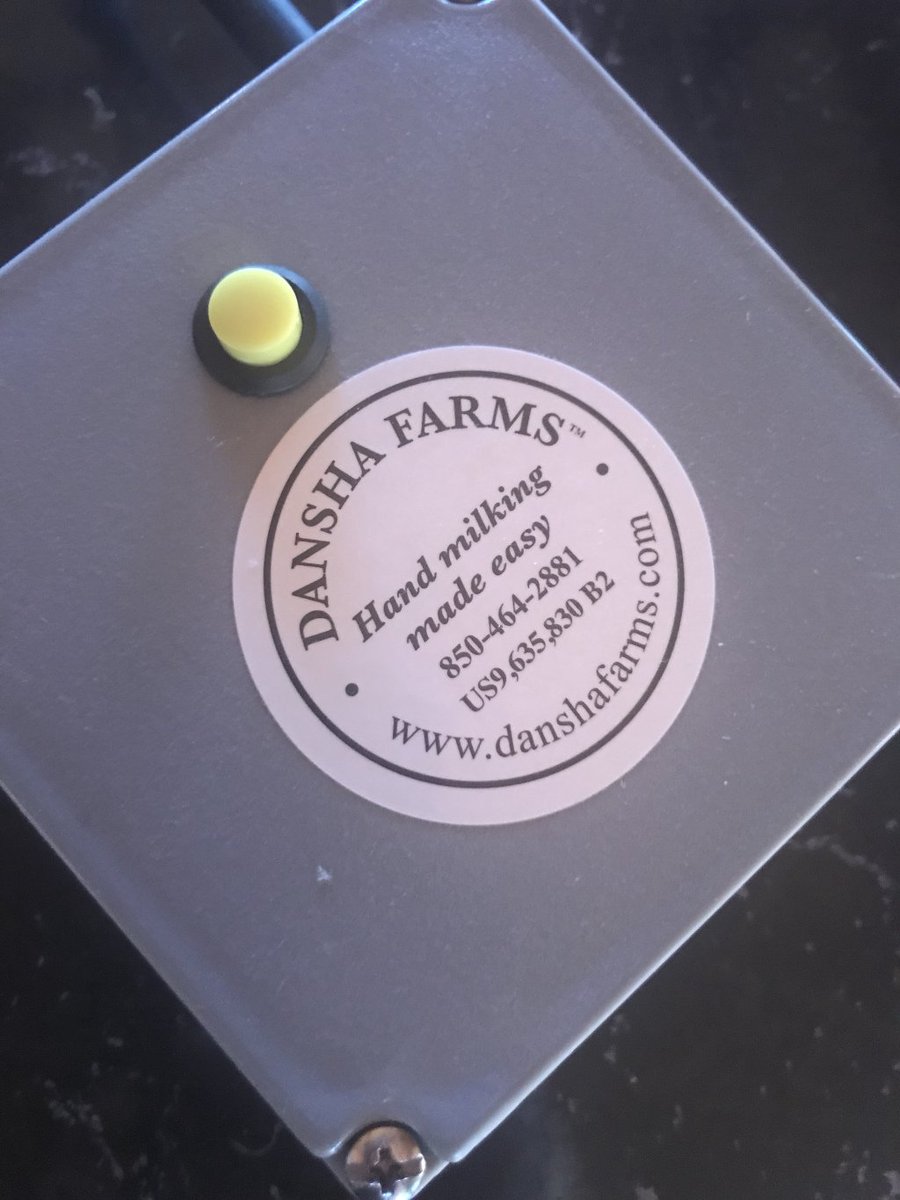 DANSHA FARMS™
Hand milking
made easy
850-464-2881
US9,635,830 B2
www.danshafarms.com